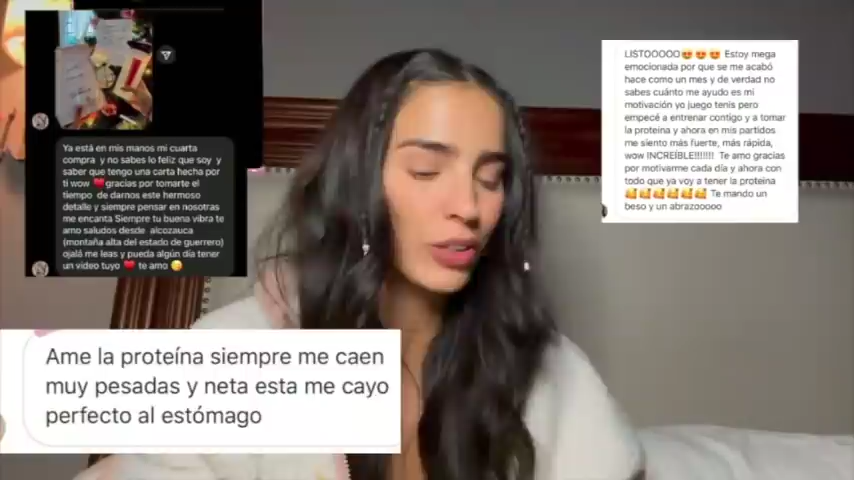 Ya está en mis manos mi cuarta
compra y no sabes lo feliz que soy y
saber que tengo una carta hecha por
ti wow ❤️gracias por tomarte el
tiempo de darnos este hermoso
detalle y siempre pensar en nosotras
me encanta Siempre tu buena vibra te
amo saludos desde alcozauca
(montaña alta del estado de guerrero)
ojalá me leas y pueda algún día tener
un video tuyo ❤️ te amo 😘
LISTOOOOO😍😍😍 Estoy mega
emocionada por que se me acabó
hace como un mes y de verdad no
sabes cuánto me ayudo es mi
motivación yo juego tenis pero
empecé a entrenar contigo y a tomar
la proteina y ahora en mis partidos
me siento más fuerte, más rápida,
wow INCREÍBLE!!!!!!! Te amo gracias
por motivarme cada día y ahora con
todo que ya voy a tener la proteina
🥰🥰🥰🥰🥰🥰 Te mando un
beso y un abrazooooo
Ame la proteína siempre me caen
muy pesadas y neta esta me cayo
perfecto al estómago